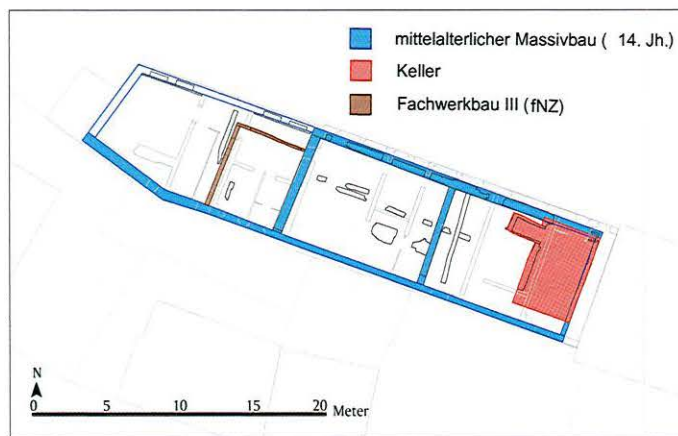 mittelalterlicher Massivbau ( 14. Jh.)
Keller
Fachwerkbau III (fNZ)
N
0 5 10 15 20 Meter